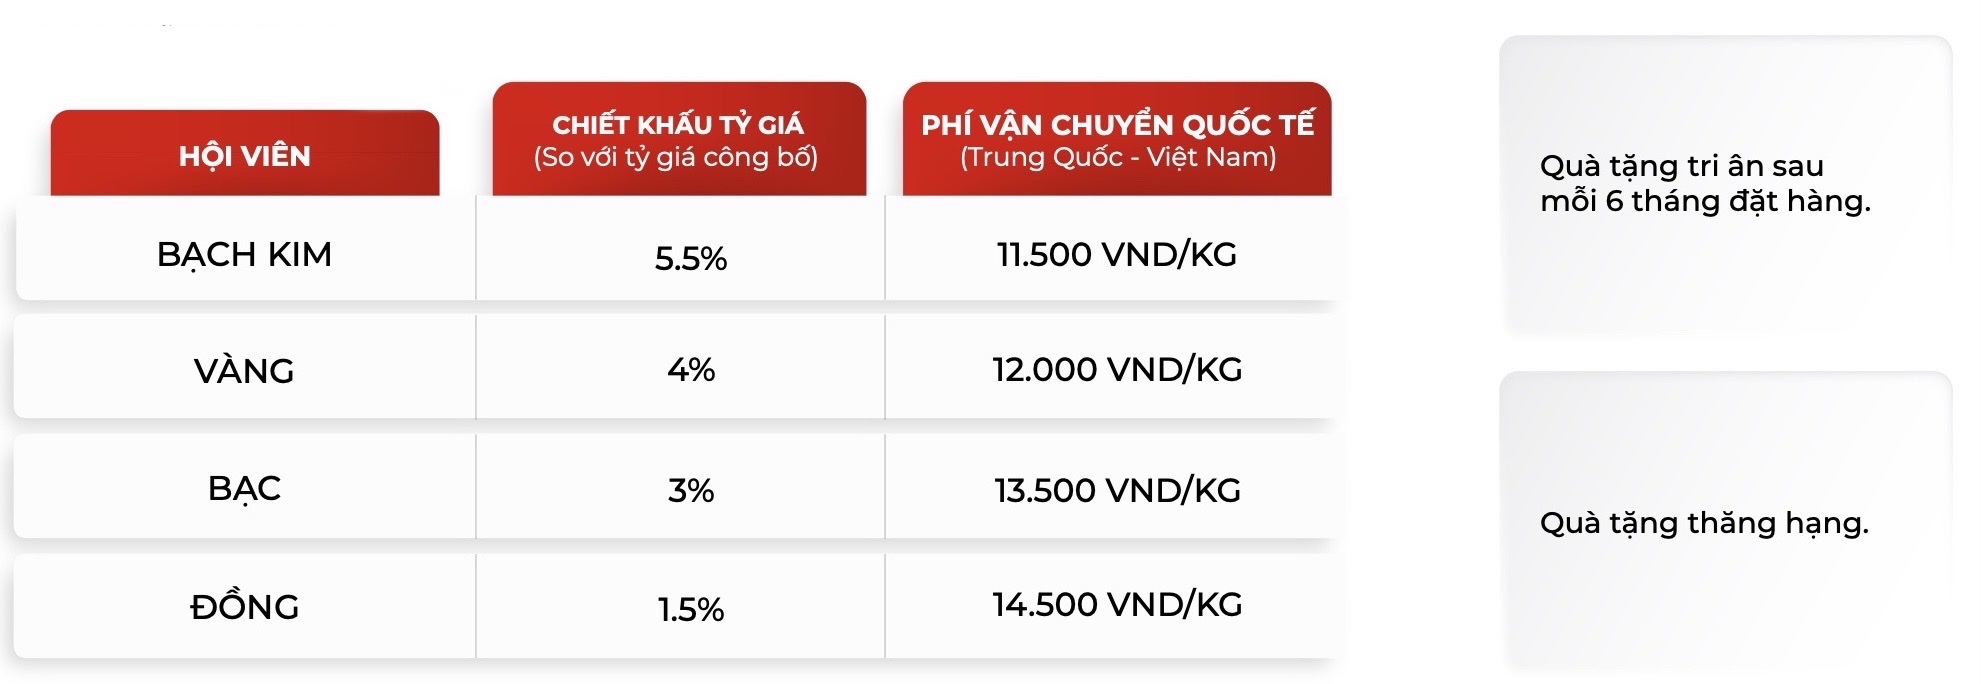 HỘI VIÊN
CHIẾT KHẤU TỶ GIÁ
(So với tỷ giá công bố)
PHÍ VẬN CHUYỂN QUỐC TẾ
(Trung Quốc - Việt Nam)
BẠCH KIM
5.5%
11.500 VND/KG
VÀNG
4%
12.000 VND/KG
BẠC
3%
13.500 VND/KG
ĐỒNG
1.5%
14.500 VND/KG
Quà tặng tri ân sau
mỗi 6 tháng đặt hàng.
Quà tặng thăng hạng.